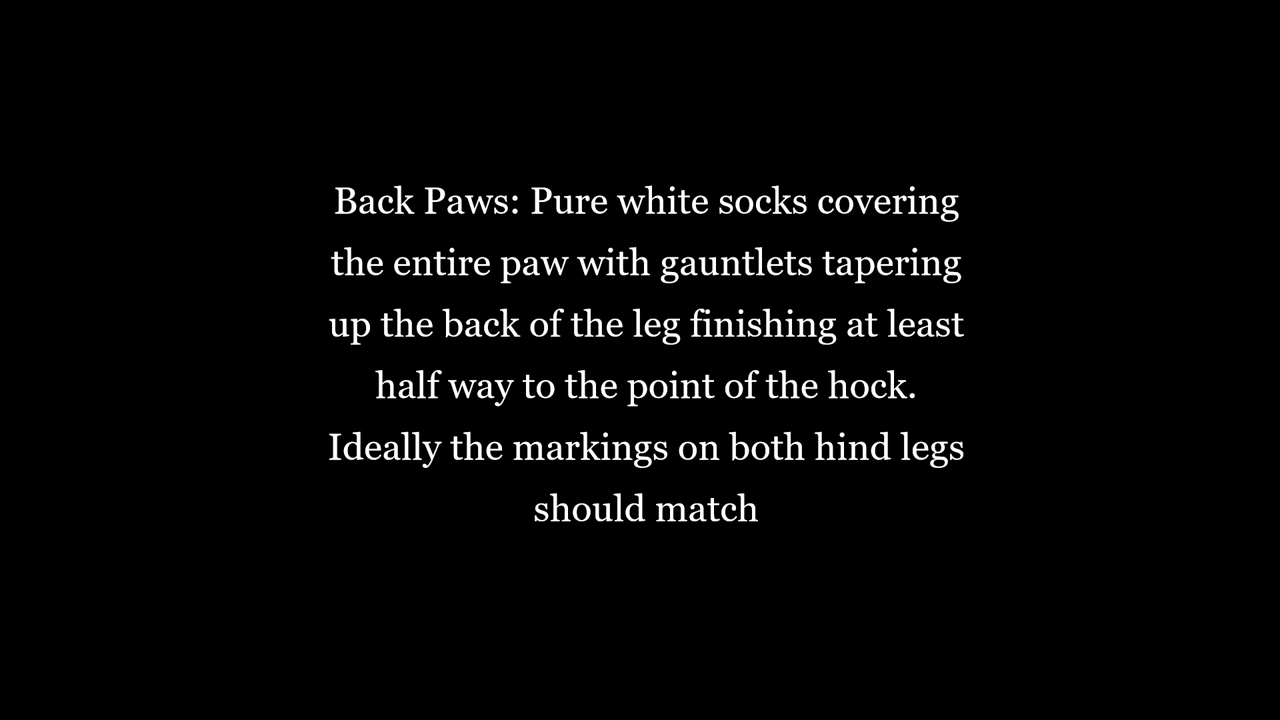 Back Paws: Pure white socks covering
the entire paw with gauntlets tapering
up the back of the leg finishing at least
half way to the point of the hock.
Ideally the markings on both hind legs
should match